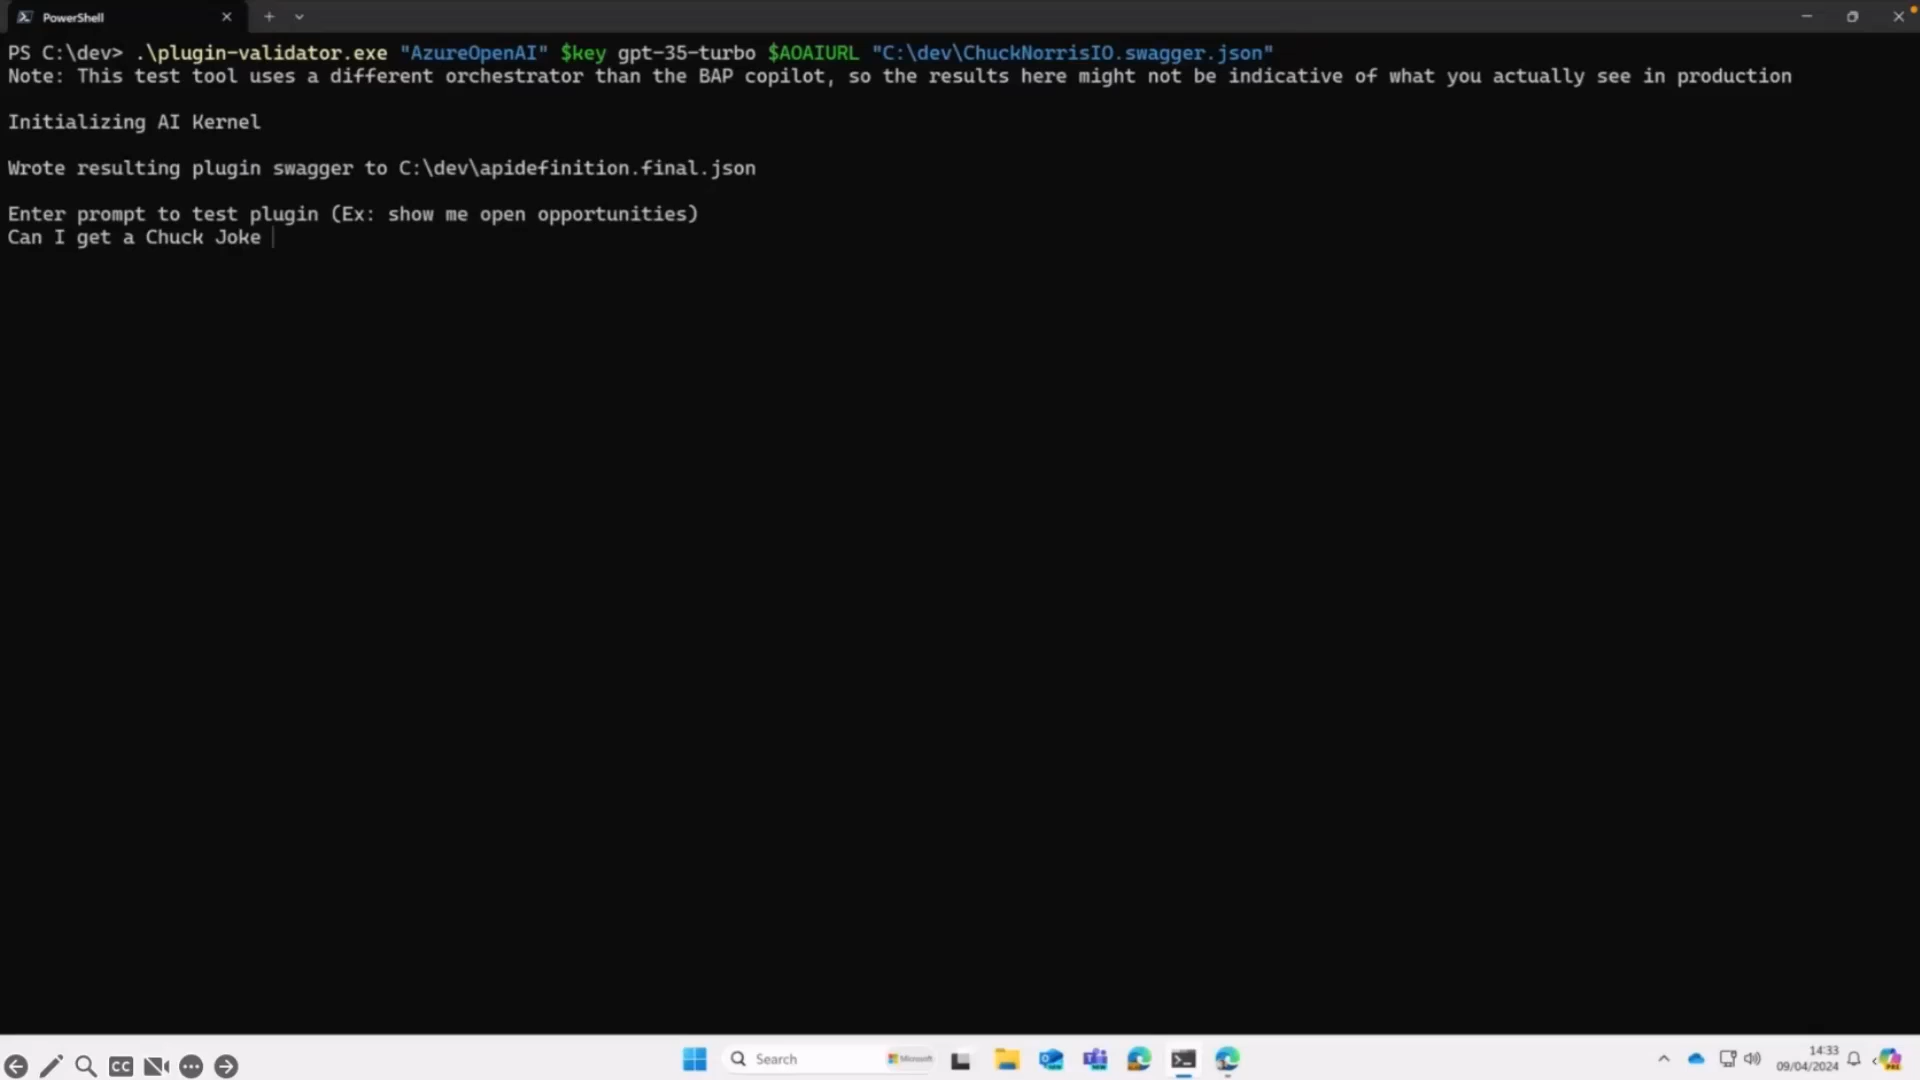 PowerShell
PS C:\dev> .\plugin-validator.exe "AzureOpenAI" $key gpt-35-turbo $AOAIURL "C:\dev\ChuckNorrisIO.swagger.json"
Note: This test tool uses a different orchestrator than the BAP copilot, so the results here might not be indicative of what you actually see in production
Initializing AI Kernel
Wrote resulting plugin swagger to C:\dev\apidefinition.final.json
Enter prompt to test plugin (Ex: show me open opportunities)
Can I get a Chuck Joke
CC
Search
Microsoft
14:33
09/04/2024